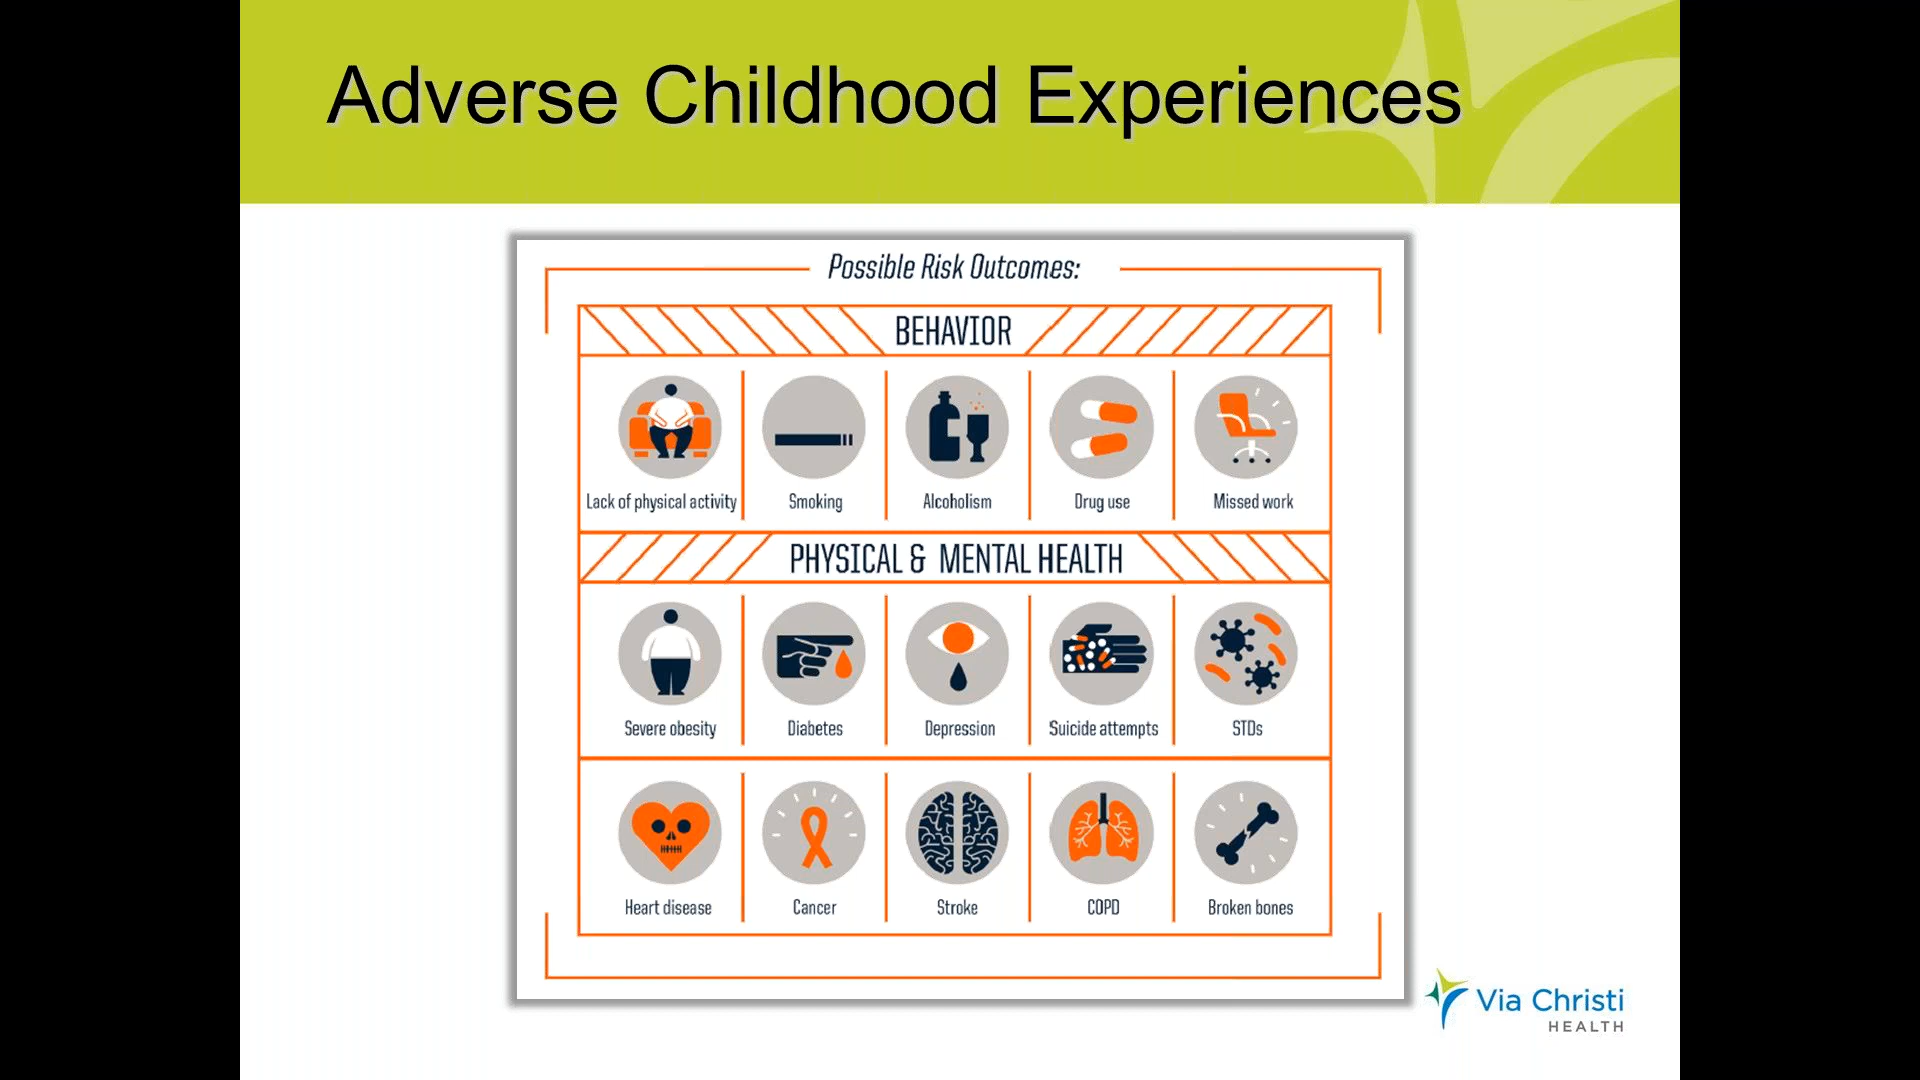 Adverse Childhood Experiences
Possible Risk Outcomes:
BEHAVIOR
Lack of physical activity
Smoking
Alcoholism
Drug use
Missed work
PHYSICAL & MENTAL HEALTH
Severe obesity
Diabetes
Depression
Suicide attempts
STDs
Heart disease
Cancer
Stroke
COPD
Broken bones
Via Christi
HEALTH